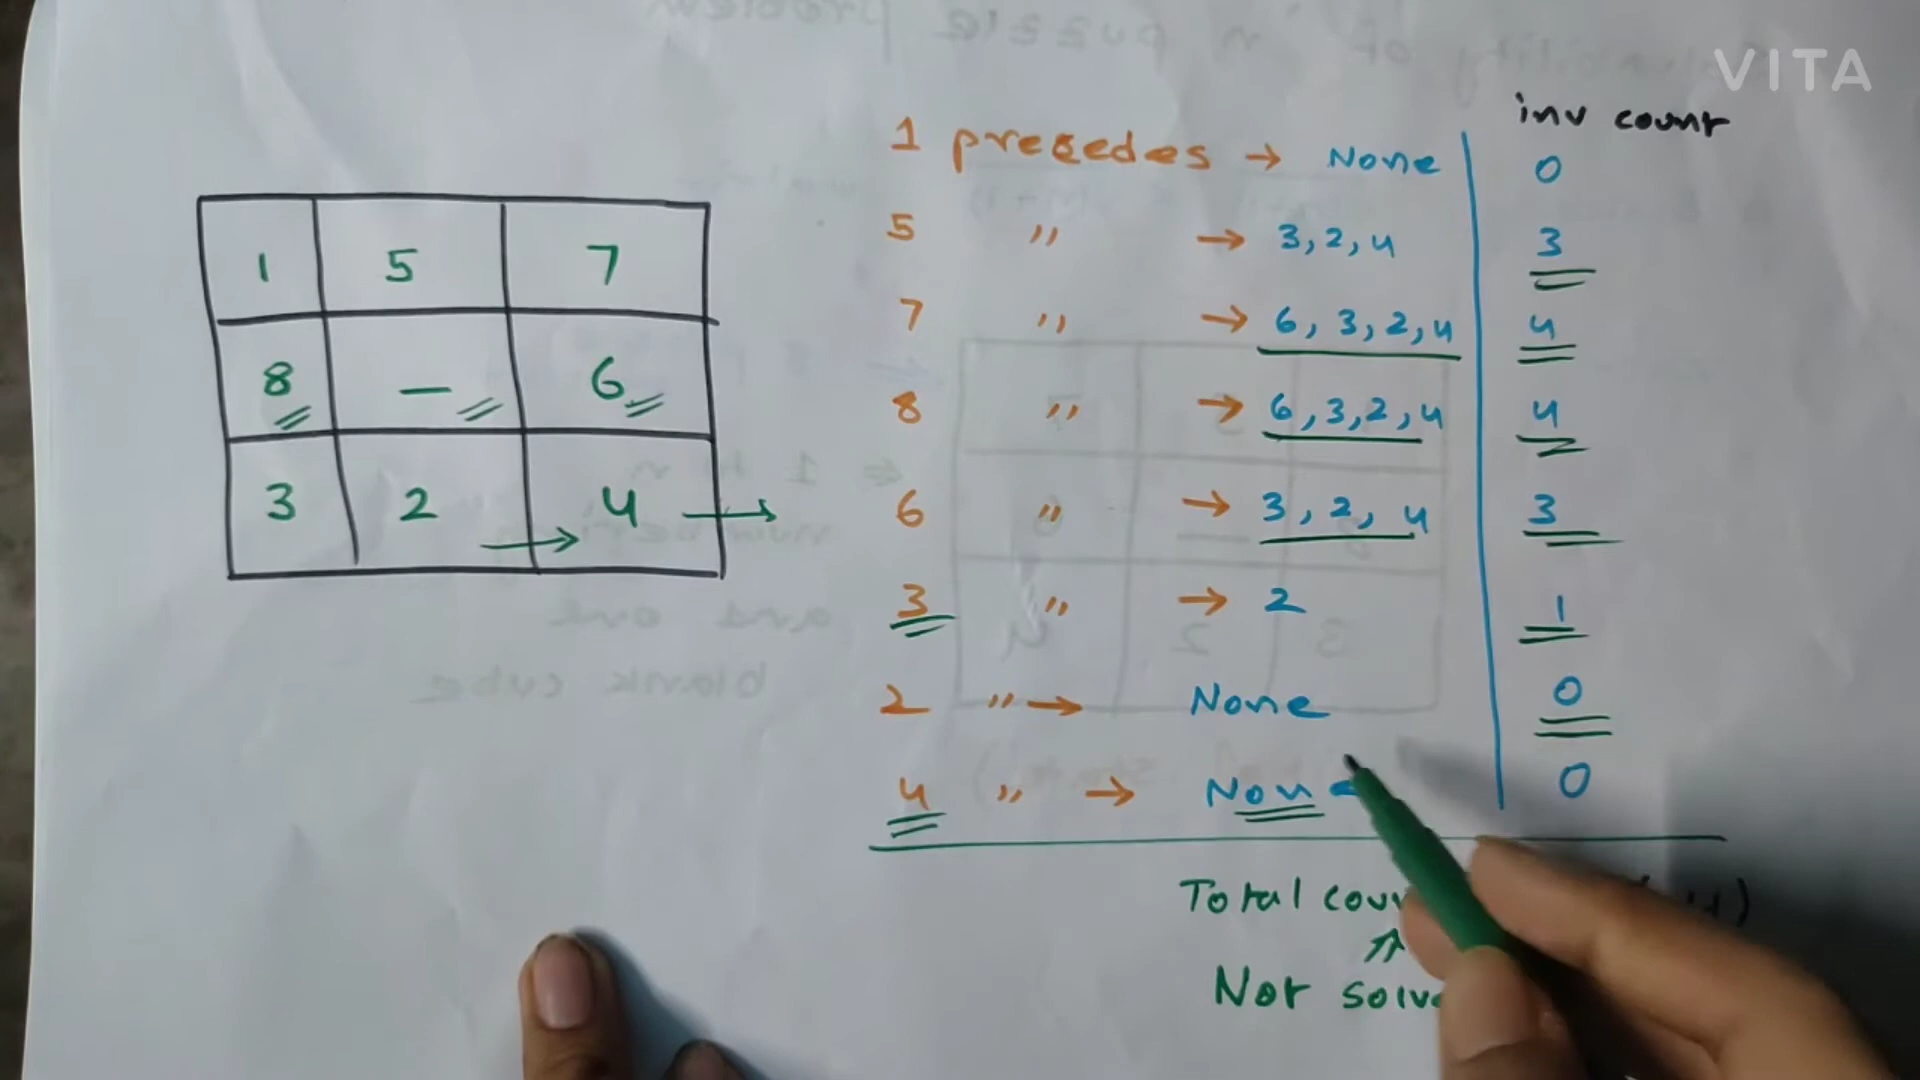 VITA
inv count
1 precedes → None 0
5 " → 3, 2, 4 3
7 " → 6, 3, 2, 4 4
8 " → 6, 3, 2, 4 4
6 " → 3, 2, 4 3
3 " → 2 1
2 " → None 0
4 " → None 0
Total
Not
1 5 7
8 — 6
3 2 4 →